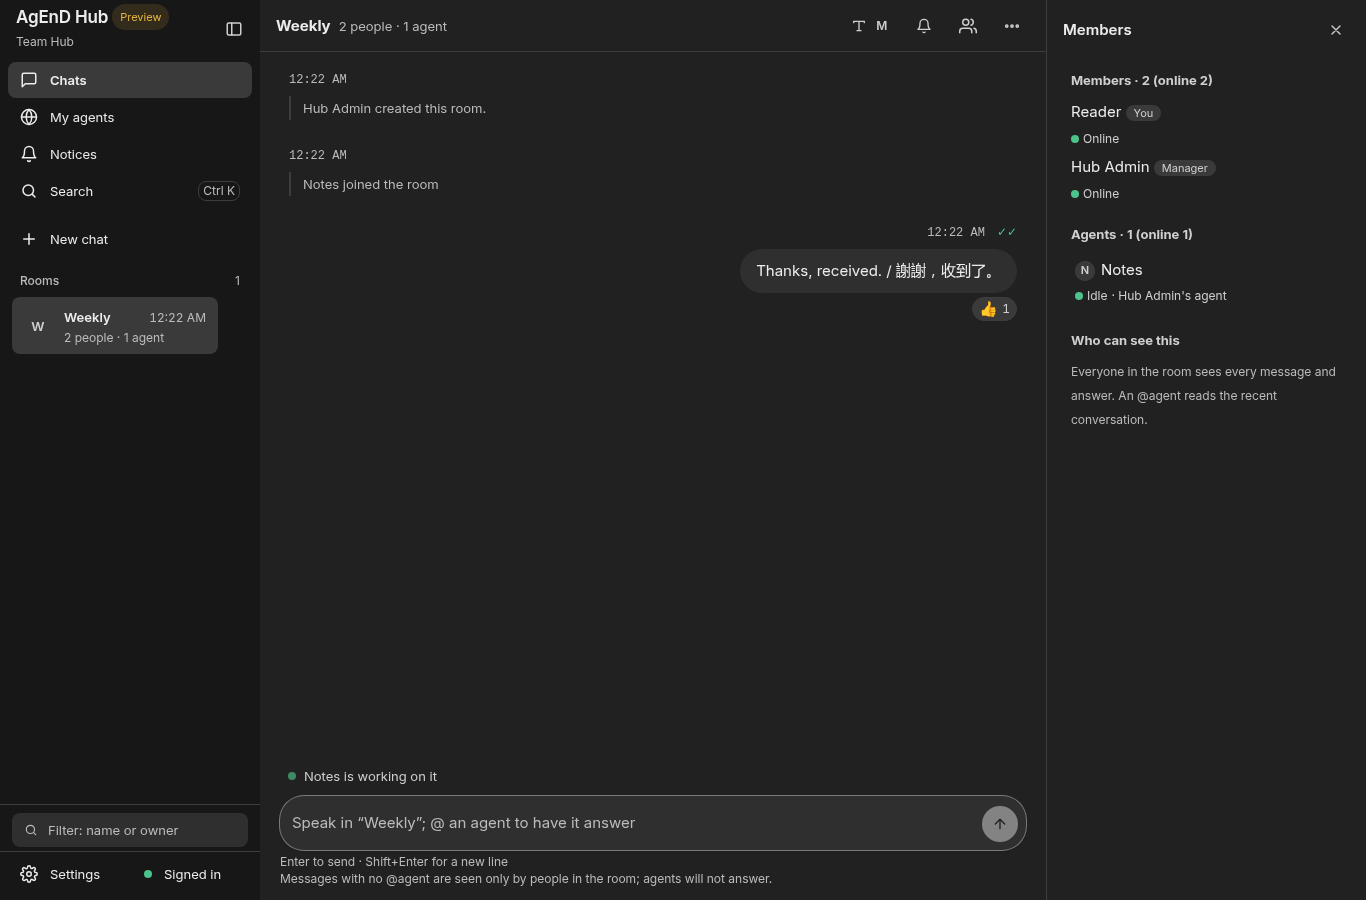 AgEnD Hub Preview
Team Hub
Chats
My agents
Notices
Search Ctrl K
New chat
Rooms 1
W
Weekly 12:22 AM
2 people · 1 agent
Filter: name or owner
Settings
Signed in
Weekly 2 people · 1 agent
T M
12:22 AM
Hub Admin created this room.
12:22 AM
Notes joined the room
12:22 AM ✓✓
Thanks, received. / 謝謝，收到了。
👍 1
Notes is working on it
Speak in “Weekly”; @ an agent to have it answer
Enter to send · Shift+Enter for a new line
Messages with no @agent are seen only by people in the room; agents will not answer.
Members
Members · 2 (online 2)
Reader You
Online
Hub Admin Manager
Online
Agents · 1 (online 1)
N Notes
Idle · Hub Admin's agent
Who can see this
Everyone in the room sees every message and
answer. An @agent reads the recent
conversation.